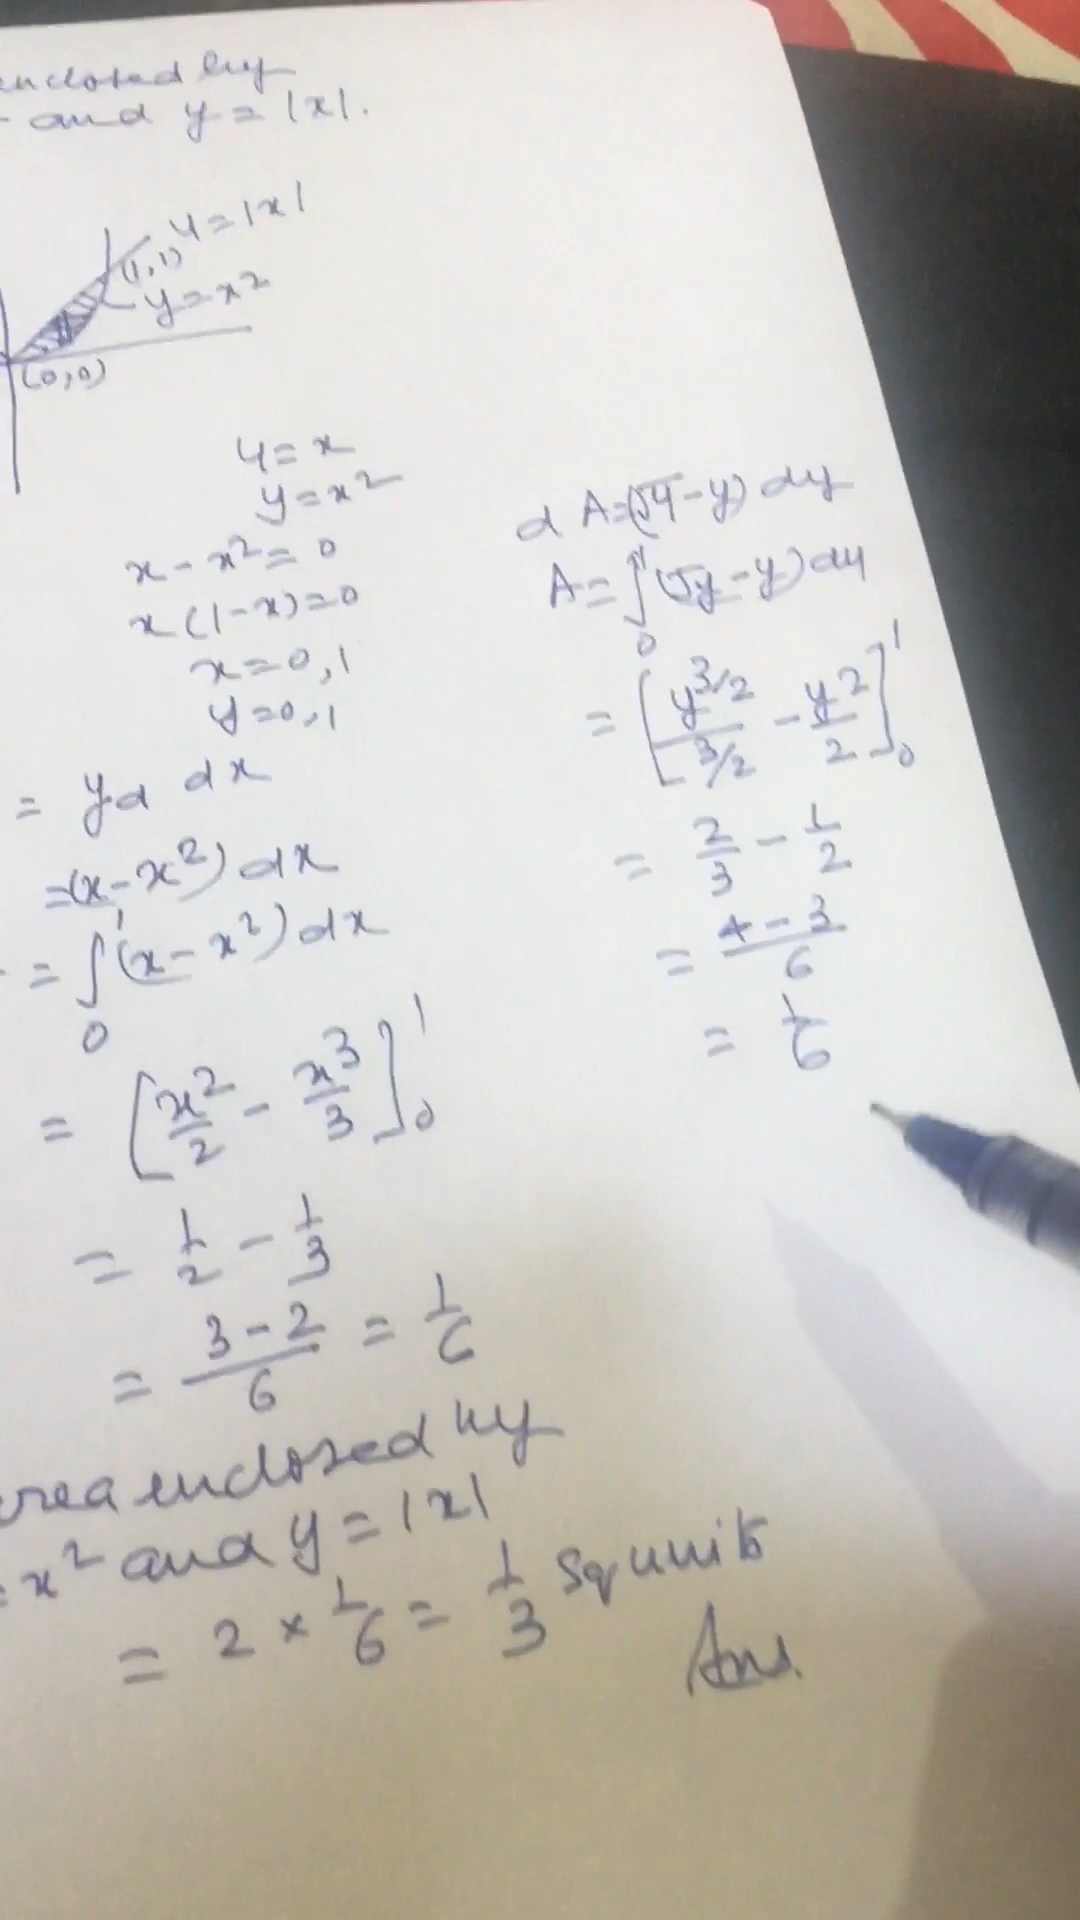 enclosed by
and y = |x|.
y = |x|
(1,1)
y = x²
(0,0)
y = x
y = x²
x - x² = 0
x (1-x) = 0
x = 0, 1
y = 0, 1
= yd dx
= (x - x²) dx
= ∫₀¹ (x - x²) dx
= [x²/2 - x³/3]₀¹
= 1/2 - 1/3
= (3 - 2)/6 = 1/6
dA = (√y - y) dy
A = ∫₀¹ (√y - y) dy
= [y^(3/2)/(3/2) - y²/2]₀¹
= 2/3 - 1/2
= (4 - 3)/6
= 1/6
enclosed by
= x² and y = |x|
= 2 × 1/6 = 1/3 Sq units
Ans.